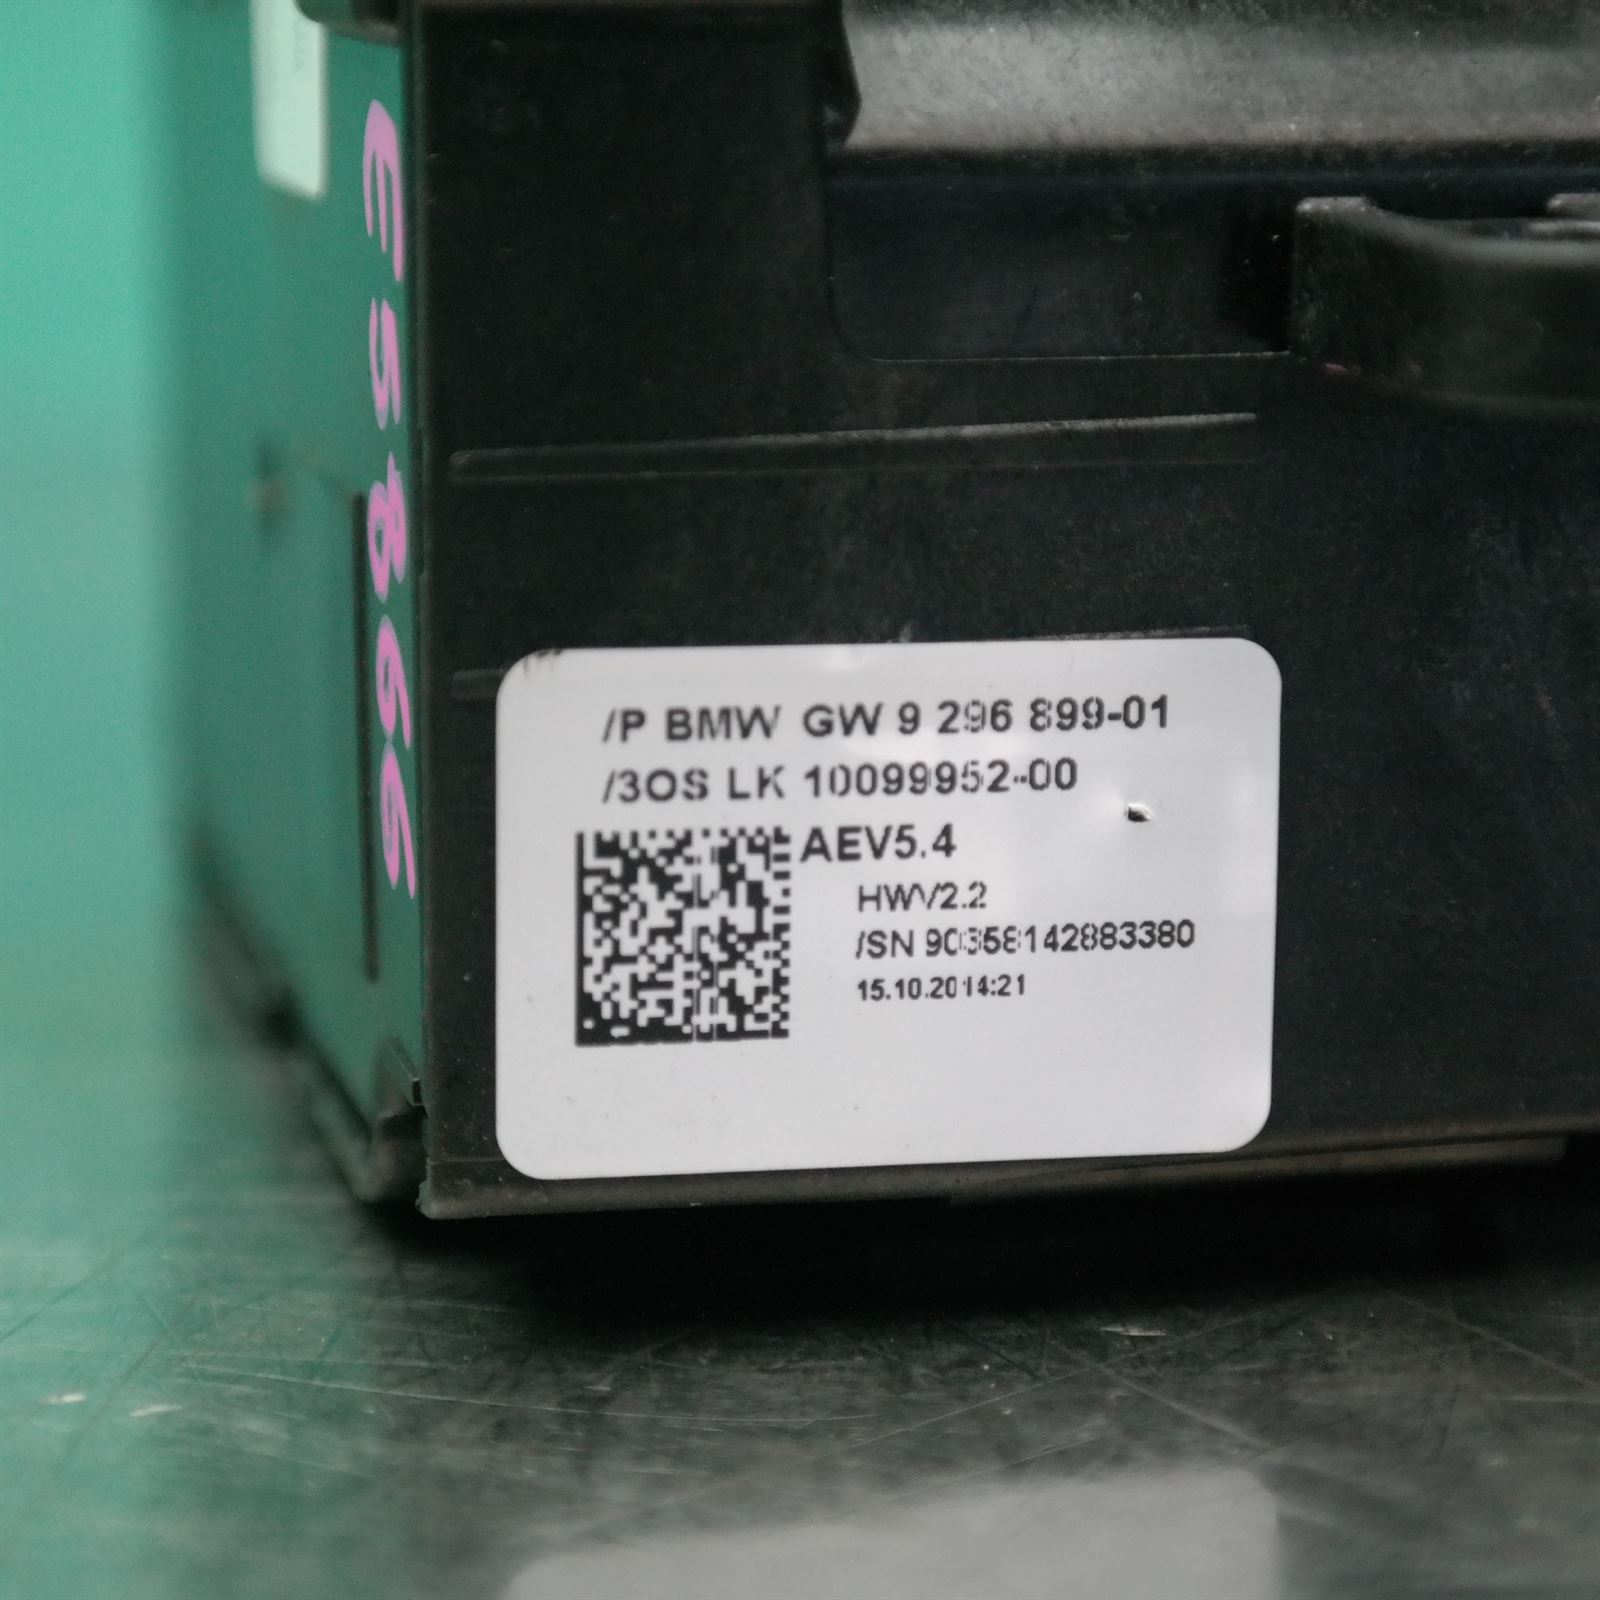 E5866
/P BMW GW 9 296 899-01
/3OS LK 10099952-00
AEV5.4
HWV2.2
/SN 90358142883380
15.10.2014:21